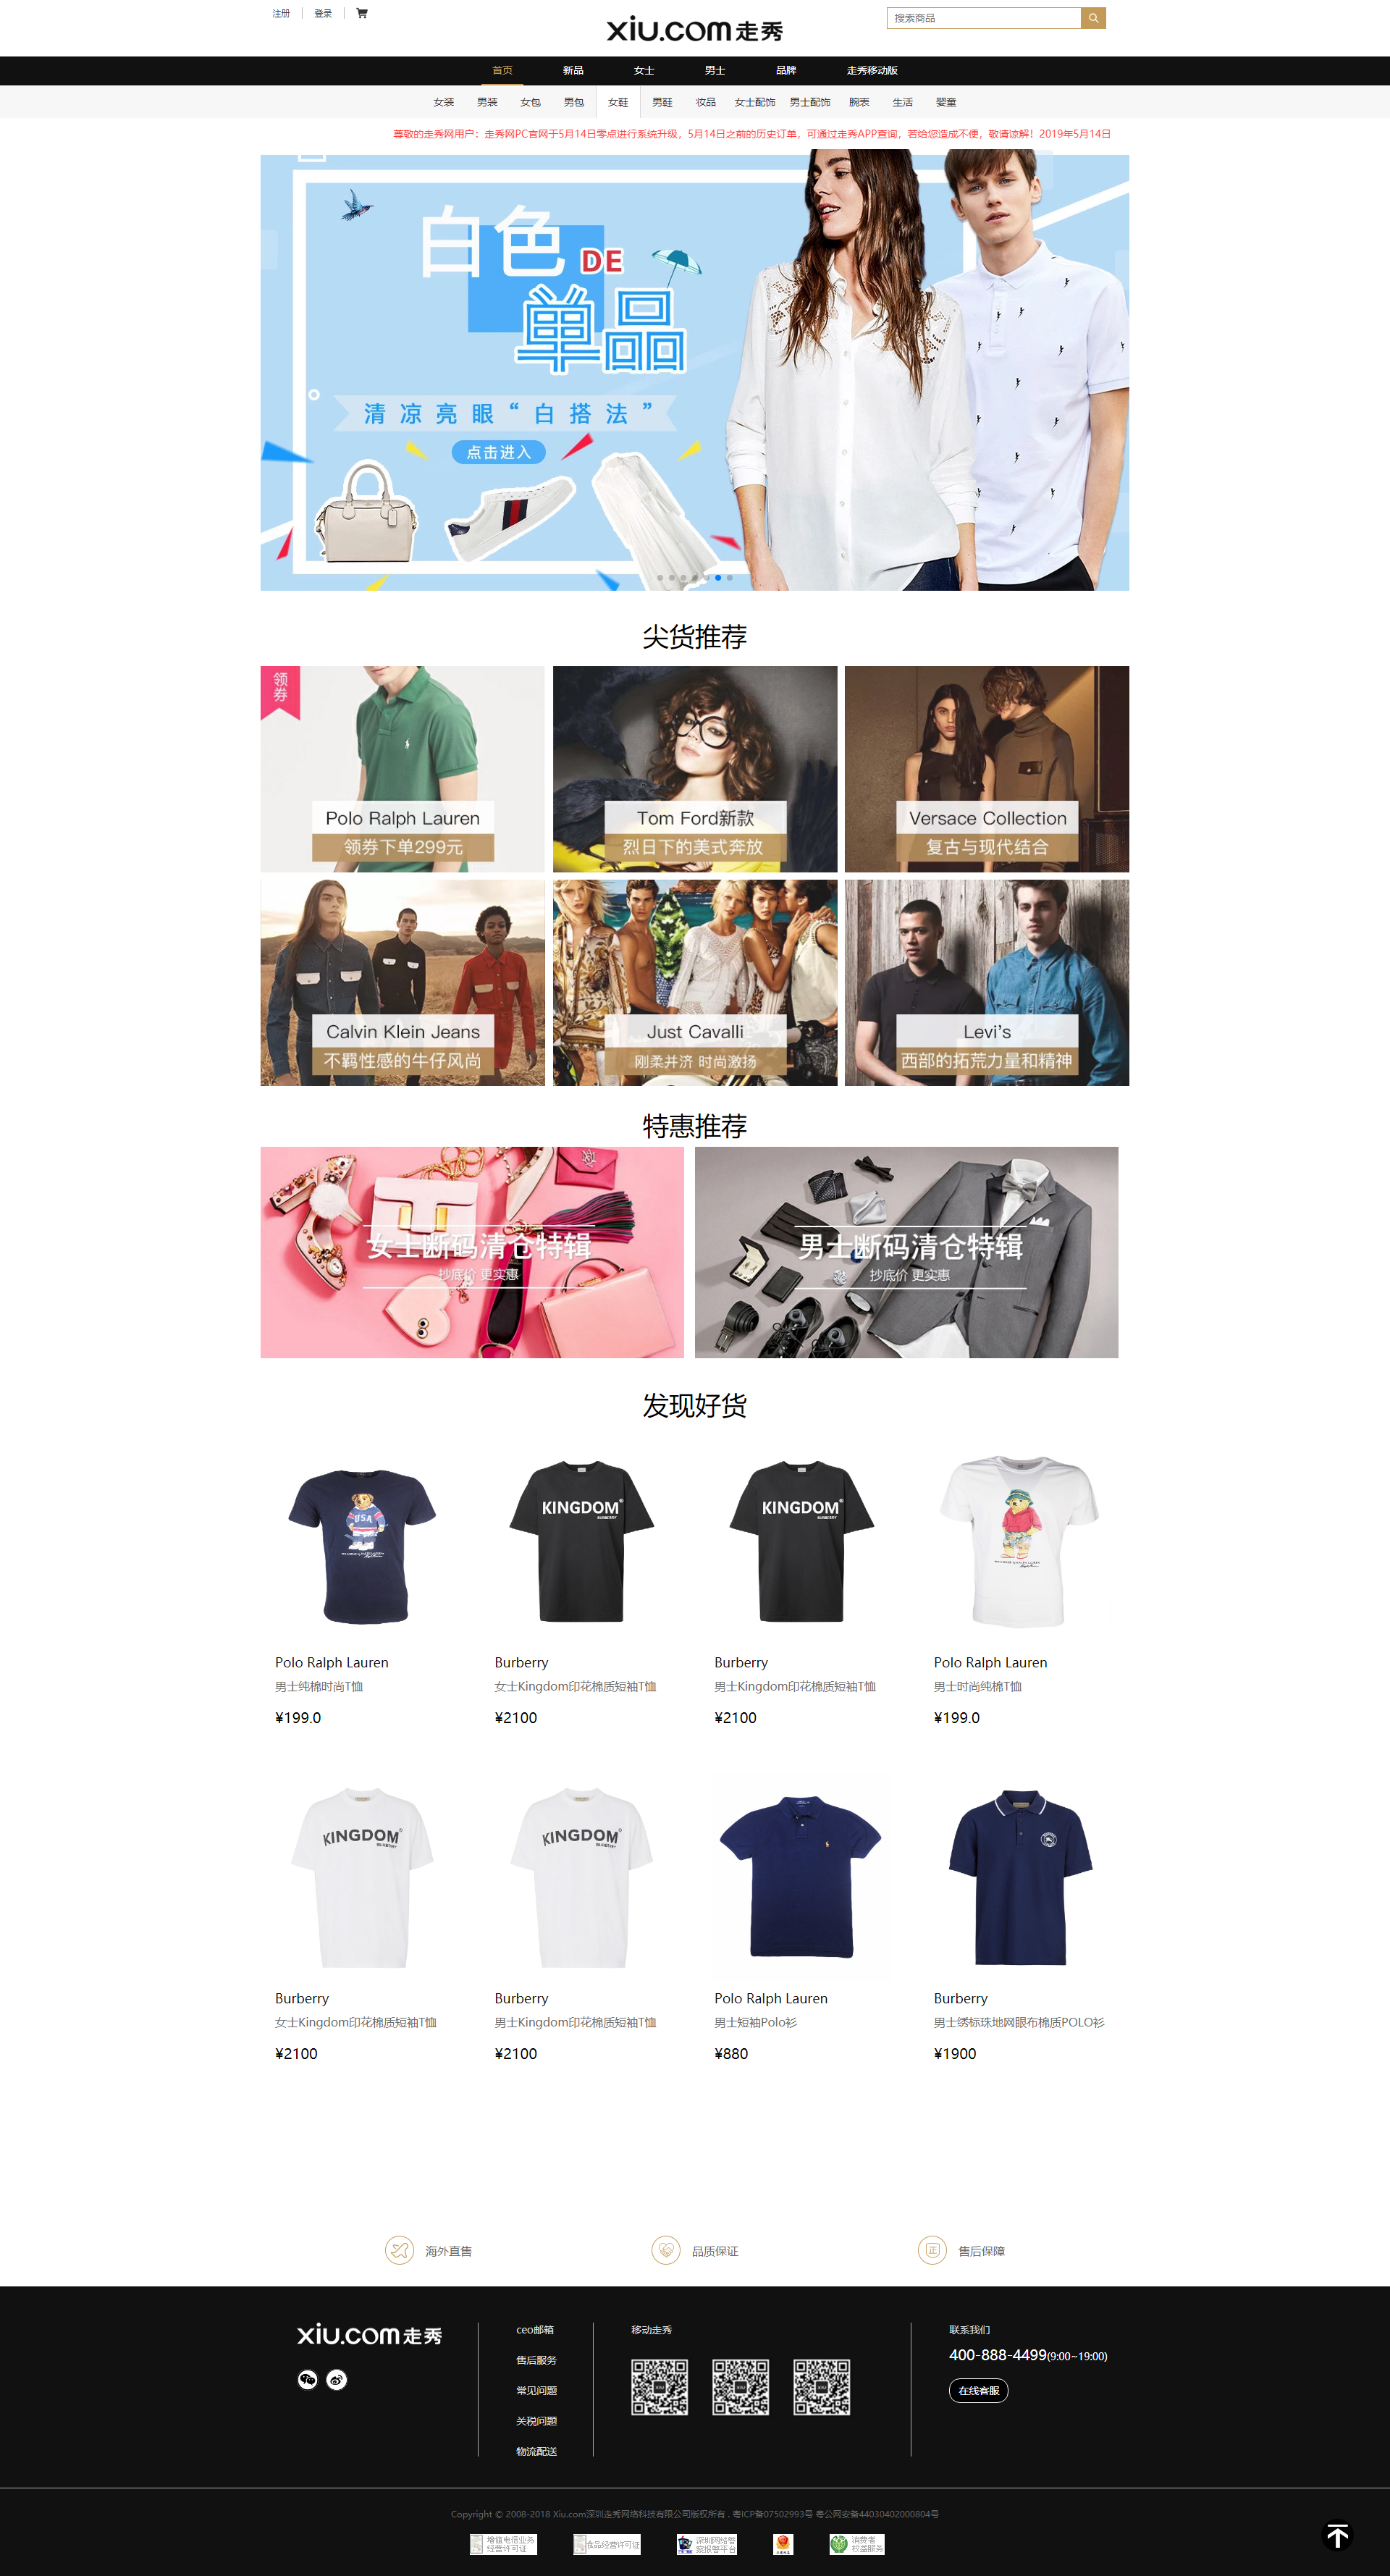 注册 登录
xiu.com走秀
搜索商品
首页 新品 女士 男士 品牌 走秀移动版
女装 男装 女包 男包 女鞋 男鞋 妆品 女士配饰 男士配饰 腕表 生活 婴童
尊敬的走秀网用户：走秀网PC官网于5月14日零点进行系统升级，5月14日之前的历史订单，可通过走秀APP查询，若给您造成不便，敬请谅解！2019年5月14日
白色DE
单品
清凉亮眼“白搭法”
点击进入
尖货推荐
领券
Polo Ralph Lauren
领券下单299元
Tom Ford新款
烈日下的美式奔放
Versace Collection
复古与现代结合
Calvin Klein Jeans
不羁性感的牛仔风尚
Just Cavalli
刚柔并济 时尚激扬
Levi's
西部的拓荒力量和精神
特惠推荐
女士断码清仓特辑
抄底价 更实惠
男士断码清仓特辑
抄底价 更实惠
发现好货
USA
KINGDOM
BURBERRY
KINGDOM
BURBERRY
Polo Ralph Lauren
男士纯棉时尚T恤
¥199.0
Burberry
女士Kingdom印花棉质短袖T恤
¥2100
Burberry
男士Kingdom印花棉质短袖T恤
¥2100
Polo Ralph Lauren
男士时尚纯棉T恤
¥199.0
KINGDOM
BURBERRY
KINGDOM
BURBERRY
Burberry
女士Kingdom印花棉质短袖T恤
¥2100
Burberry
男士Kingdom印花棉质短袖T恤
¥2100
Polo Ralph Lauren
男士短袖Polo衫
¥880
Burberry
男士绣标珠地网眼布棉质POLO衫
¥1900
海外直售
品质保证
正
售后保障
xiu.com走秀
ceo邮箱
售后服务
常见问题
关税问题
物流配送
移动走秀
XIU XIU XIU
联系我们
400-888-4499(9:00~19:00)
在线客服
Copyright © 2008-2018 Xiu.com深圳走秀网络科技有限公司版权所有 . 粤ICP备07502993号 粤公网安备44030402000804号
增值电信业务
经营许可证
食品经营许可证
深圳网络警
察报警平台
消费者
权益服务